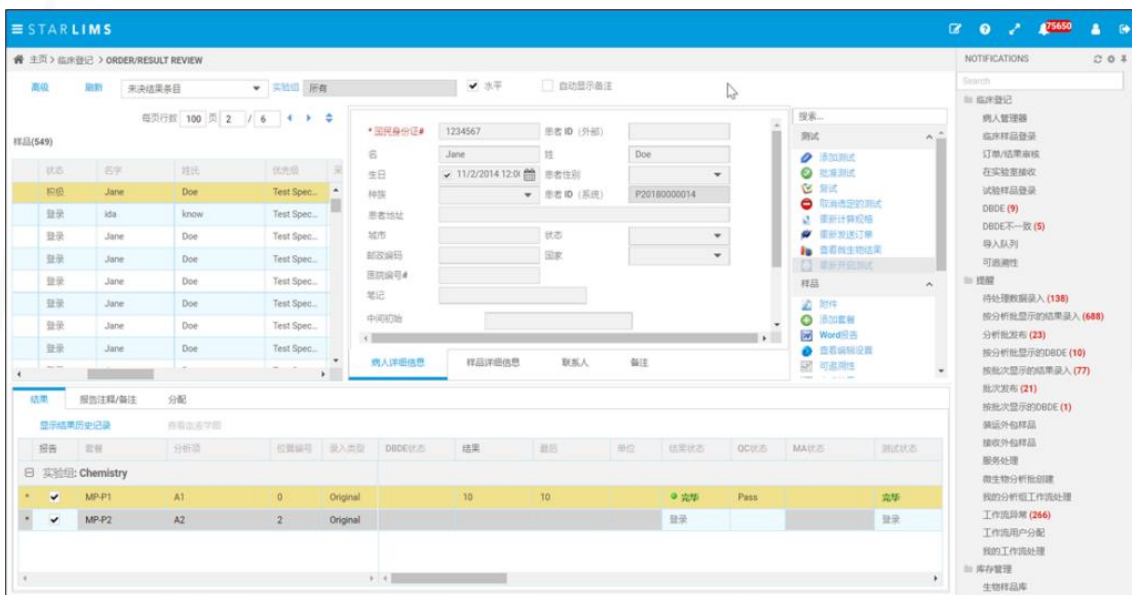 STARLIMS
75650
主页 > 临床登记 > ORDER/RESULT REVIEW
高级 刷新 未决结果条目 实验组 所有 水平 自动显示备注
每页行数 100 页 2 / 6
样品(549)
状态 名字 姓氏 优先级
积极 Jane Doe Test Spec...
登录 ida know Test Spec...
登录 Jane Doe Test Spec...
登录 Jane Doe Test Spec...
登录 Jane Doe Test Spec...
登录 Jane Doe Test Spec...
登录 Jane Doe Test Spec...
登录 Jane Doe Test Spec...
*国民身份证# 1234567 患者 ID (外部)
名 Jane 姓 Doe
生日 11/2/2014 12:0 患者性别
种族 患者 ID (系统) P20180000014
患者地址
城市 状态
邮政编码 国家
医院编号#
笔记
中间初始
病人详细信息 样品详细信息 联系人 备注
搜索...
测试
添加测试
批准测试
复试
取消选定的测试
重新计算规格
重新发送订单
查看微生物结果
重新开启测试
样品
附件
添加套餐
Word报告
查看编辑设置
可追溯性
结果 报告注释/备注 分配
显示结果历史记录 查看血液学图
报告 套餐 分析项 位置编号 录入类型 DBDE状态 结果 最后 单位 结果状态 QC状态 MA状态 测试状态
实验组: Chemistry
* MP-P1 A1 0 Original 10 10 完毕 Pass 完毕
* MP-P2 A2 2 Original 登录 登录
NOTIFICATIONS
Search
临床登记
病人管理器
临床样品登录
订单/结果审核
在实验室接收
试验样品登录
DBDE (9)
DBDE不一致 (5)
导入队列
可追溯性
提醒
待处理数据录入 (138)
按分析批显示的结果录入 (688)
分析批发布 (23)
按分析批显示的DBDE (10)
按批次显示的结果录入 (77)
批次发布 (21)
按批次显示的DBDE (1)
装运外包样品
接收外包样品
服务处理
微生物分析批创建
我的分析组工作流处理
工作流异常 (266)
工作流用户分配
我的工作流处理
库存管理
生物样品库